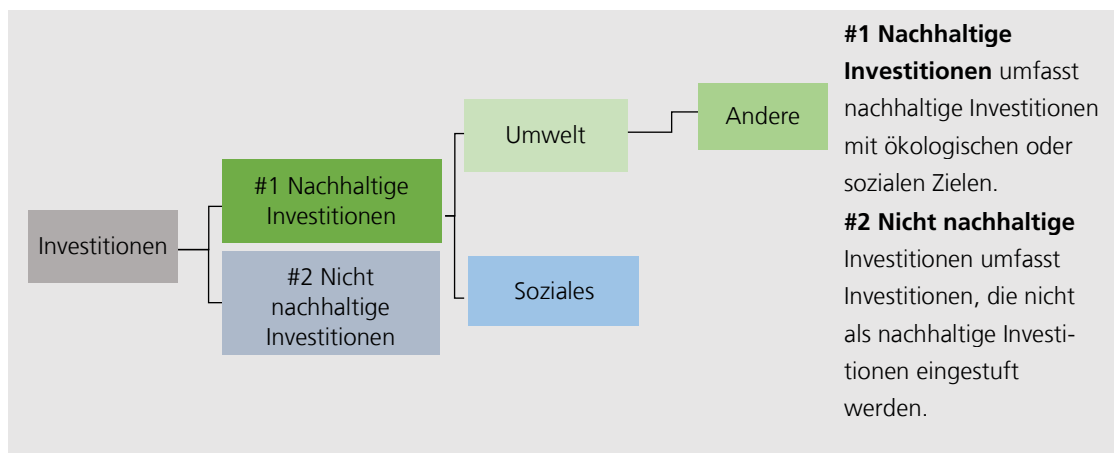 Investitionen
#1 Nachhaltige
Investitionen
#2 Nicht
nachhaltige
Investitionen
Umwelt
Soziales
Andere
#1 Nachhaltige
Investitionen umfasst
nachhaltige Investitionen
mit ökologischen oder
sozialen Zielen.
#2 Nicht nachhaltige
Investitionen umfasst
Investitionen, die nicht
als nachhaltige Investi-
tionen eingestuft
werden.